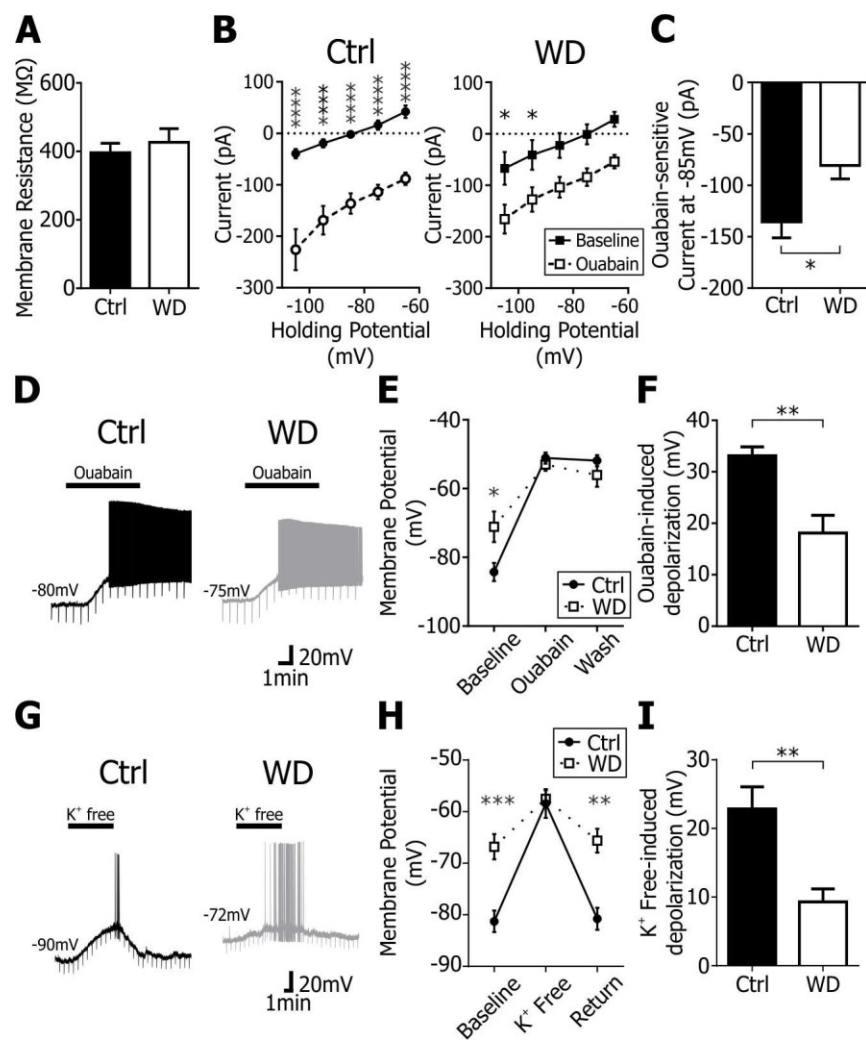 A
Membrane Resistance (MΩ)
600
400
200
0
Ctrl
WD
B
Ctrl
Current (pA)
100
0
-100
-200
-300
****
****
****
****
****
-100
-80
-60
Holding Potential
(mV)
WD
Current (pA)
100
0
-100
-200
-300
*
*
Baseline
Ouabain
-100
-80
-60
Holding Potential
(mV)
C
Ouabain-sensitive
Current at -85mV (pA)
0
-50
-100
-150
-200
*
Ctrl
WD
D
Ctrl
Ouabain
-80mV
WD
Ouabain
-75mV
20mV
1min
E
Membrane Potential
(mV)
-40
-60
-80
-100
*
Ctrl
WD
Baseline
Ouabain
Wash
F
Ouabain-induced
depolarization (mV)
40
30
20
10
0
**
Ctrl
WD
G
Ctrl
K⁺ free
-90mV
WD
K⁺ free
-72mV
20mV
1min
H
Membrane Potential
(mV)
-50
-60
-70
-80
-90
Ctrl
WD
***
**
Baseline
K⁺ Free
Return
I
K⁺ Free-induced
depolarization (mV)
30
20
10
0
**
Ctrl
WD